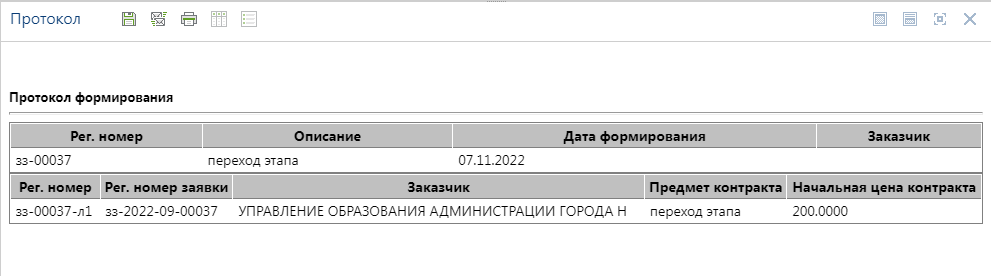 Протокол
Протокол формирования
Рег. номер Описание Дата формирования Заказчик
зз-00037 переход этапа 07.11.2022
Рег. номер Рег. номер заявки Заказчик Предмет контракта Начальная цена контракта
зз-00037-л1 зз-2022-09-00037 УПРАВЛЕНИЕ ОБРАЗОВАНИЯ АДМИНИСТРАЦИИ ГОРОДА Н переход этапа 200.0000